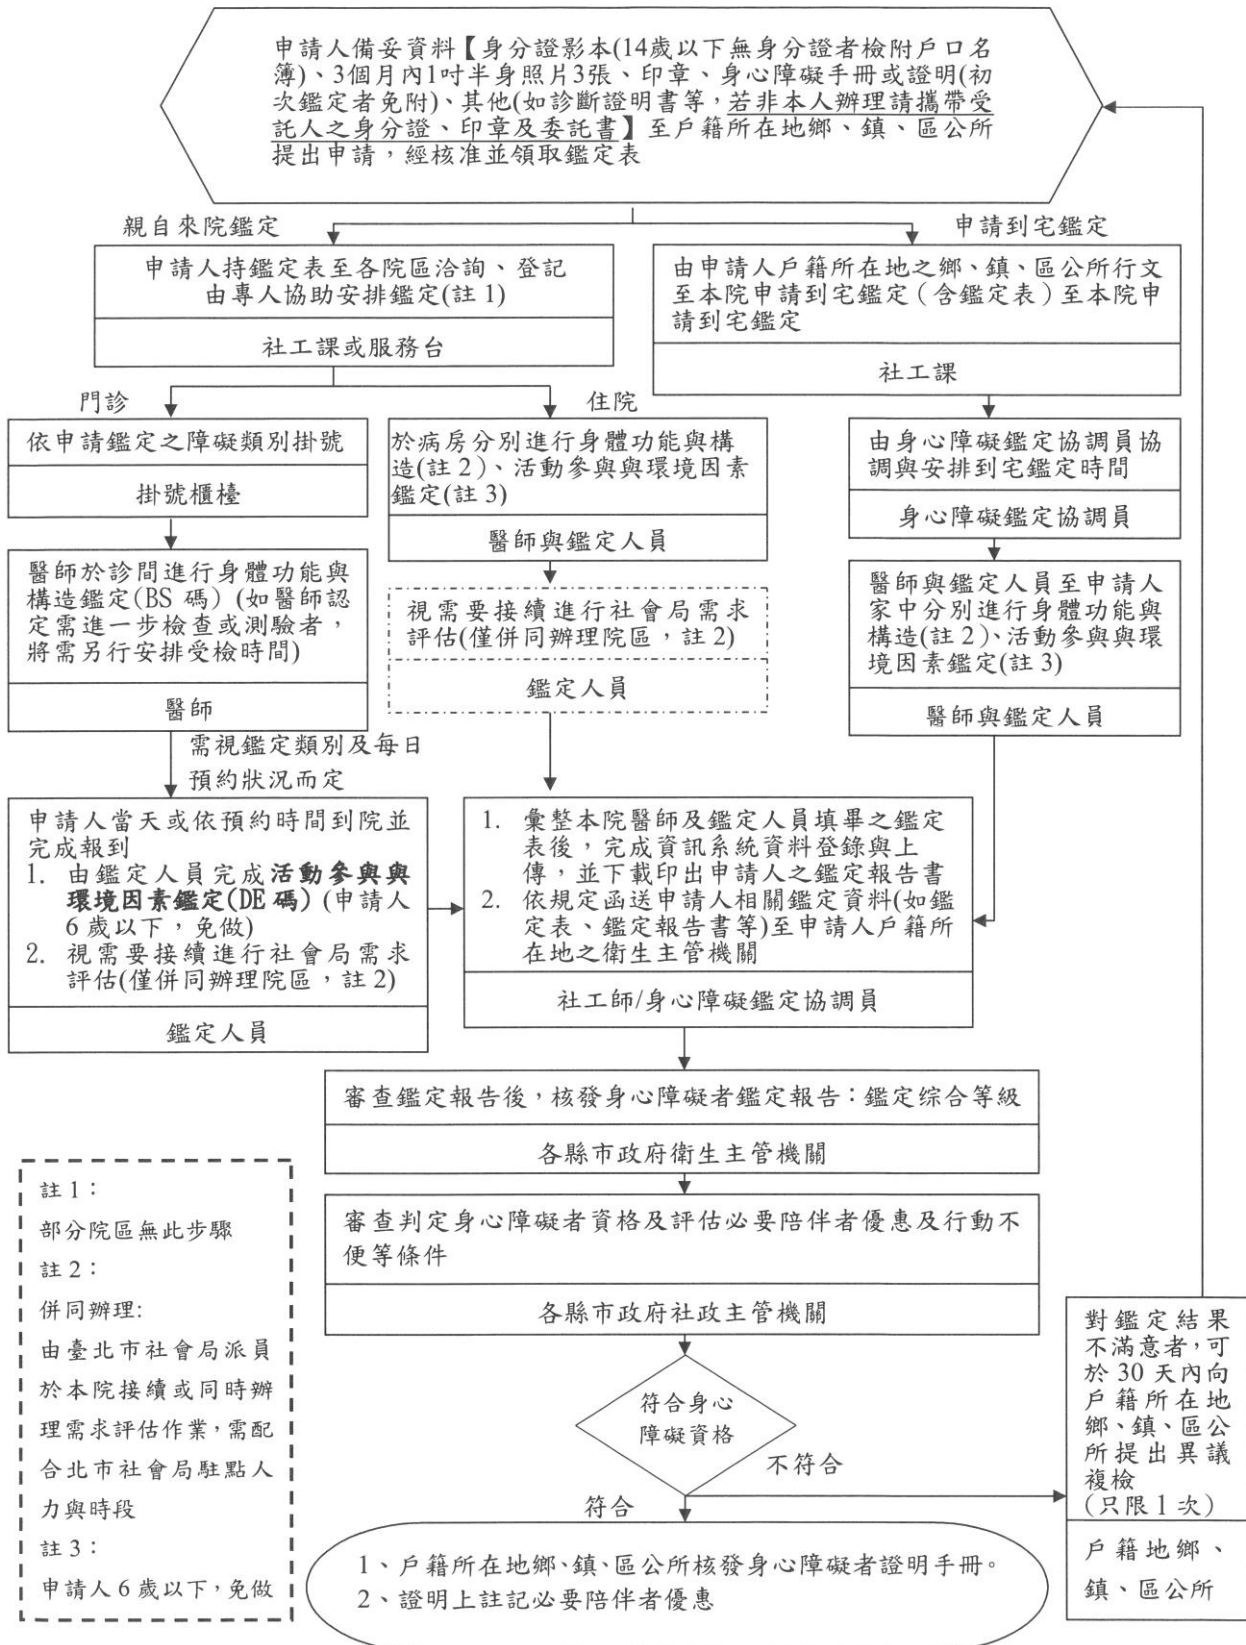 申請人備妥資料【身分證影本(14歲以下無身分證者檢附戶口名
簿)、3個月內1吋半身照片3張、印章、身心障礙手冊或證明(初
次鑑定者免附)、其他(如診斷證明書等，若非本人辦理請攜帶受
託人之身分證、印章及委託書】至戶籍所在地鄉、鎮、區公所
提出申請，經核准並領取鑑定表
親自來院鑑定
申請到宅鑑定
申請人持鑑定表至各院區洽詢、登記
由專人協助安排鑑定(註 1)
社工課或服務台
由申請人戶籍所在地之鄉、鎮、區公所行文
至本院申請到宅鑑定（含鑑定表）至本院申
請到宅鑑定
社工課
門診
住院
依申請鑑定之障礙類別掛號
掛號櫃檯
於病房分別進行身體功能與構
造(註 2)、活動參與與環境因素
鑑定(註 3)
醫師與鑑定人員
由身心障礙鑑定協調員協
調與安排到宅鑑定時間
身心障礙鑑定協調員
醫師於診間進行身體功能與
構造鑑定(BS 碼) (如醫師認
定需進一步檢查或測驗者，
將需另行安排受檢時間)
醫師
視需要接續進行社會局需求
評估(僅併同辦理院區，註 2)
鑑定人員
醫師與鑑定人員至申請人
家中分別進行身體功能與
構造(註 2)、活動參與與環
境因素鑑定(註 3)
醫師與鑑定人員
需視鑑定類別及每日
預約狀況而定
申請人當天或依預約時間到院並
完成報到
1. 由鑑定人員完成活動參與與
環境因素鑑定(DE 碼) (申請人
6 歲以下，免做)
2. 視需要接續進行社會局需求
評估(僅併同辦理院區，註 2)
鑑定人員
1. 彙整本院醫師及鑑定人員填畢之鑑定
表後，完成資訊系統資料登錄與上
傳，並下載印出申請人之鑑定報告書
2. 依規定函送申請人相關鑑定資料(如鑑
定表、鑑定報告書等)至申請人戶籍所
在地之衛生主管機關
社工師/身心障礙鑑定協調員
審查鑑定報告後，核發身心障礙者鑑定報告：鑑定综合等級
各縣市政府衛生主管機關
審查判定身心障礙者資格及評估必要陪伴者優惠及行動不
便等條件
各縣市政府社政主管機關
符合身心
障礙資格
不符合
符合
對鑑定結果
不滿意者，可
於 30 天內向
戶籍所在地
鄉、鎮、區公
所提出異議
複檢
（只限 1 次）
戶籍地鄉、
鎮、區公所
1、戶籍所在地鄉、鎮、區公所核發身心障礙者證明手冊。
2、證明上註記必要陪伴者優惠
註 1：
部分院區無此步驟
註 2：
併同辦理:
由臺北市社會局派員
於本院接續或同時辦
理需求評估作業，需配
合北市社會局駐點人
力與時段
註 3：
申請人 6 歲以下，免做